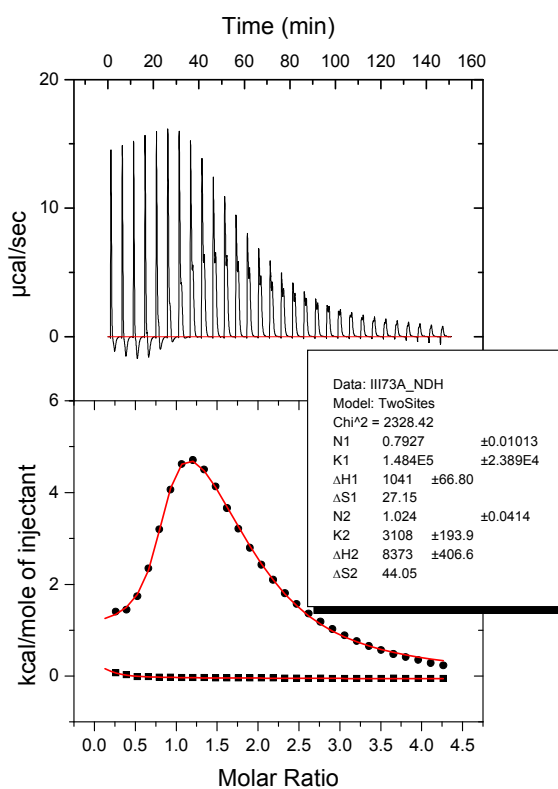 Time (min)
0 20 40 60 80 100 120 140 160
20
10
0
µcal/sec
6
4
2
0
kcal/mole of injectant
Data: III73A_NDH
Model: TwoSites
Chi^2 = 2328.42
N1 0.7927 ±0.01013
K1 1.484E5 ±2.389E4
ΔH1 1041 ±66.80
ΔS1 27.15
N2 1.024 ±0.0414
K2 3108 ±193.9
ΔH2 8373 ±406.6
ΔS2 44.05
0.0 0.5 1.0 1.5 2.0 2.5 3.0 3.5 4.0 4.5
Molar Ratio